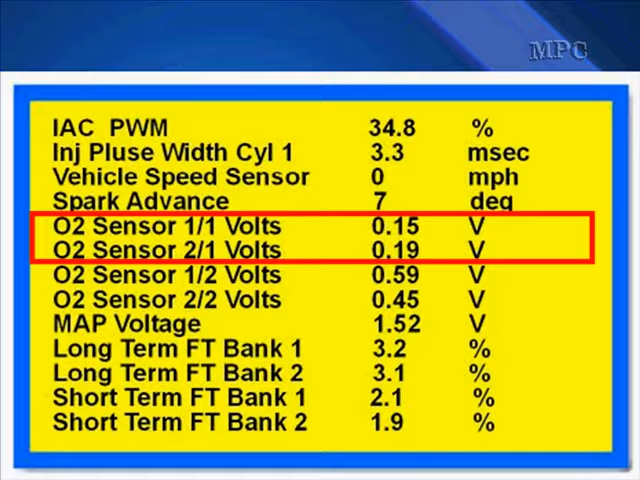 MPC
IAC PWM 34.8 %
Inj Pluse Width Cyl 1 3.3 msec
Vehicle Speed Sensor 0 mph
Spark Advance 7 deg
O2 Sensor 1/1 Volts 0.15 V
O2 Sensor 2/1 Volts 0.19 V
O2 Sensor 1/2 Volts 0.59 V
O2 Sensor 2/2 Volts 0.45 V
MAP Voltage 1.52 V
Long Term FT Bank 1 3.2 %
Long Term FT Bank 2 3.1 %
Short Term FT Bank 1 2.1 %
Short Term FT Bank 2 1.9 %